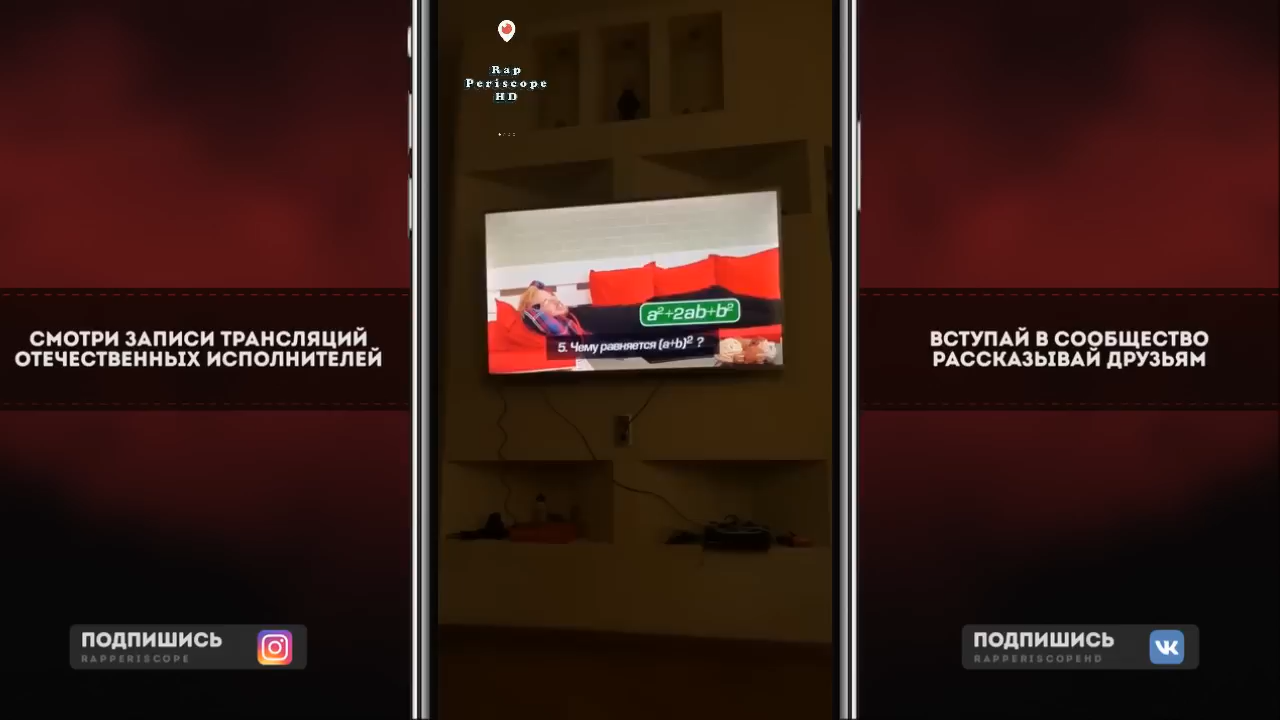 Rap
Periscope
HD
a²+2ab+b²
5. Чему равняется (a+b)² ?
СМОТРИ ЗАПИСИ ТРАНСЛЯЦИЙ
ОТЕЧЕСТВЕННЫХ ИСПОЛНИТЕЛЕЙ
ВСТУПАЙ В СООБЩЕСТВО
РАССКАЗЫВАЙ ДРУЗЬЯМ
ПОДПИШИСЬ
RAPPERISCOPE
ПОДПИШИСЬ
RAPPERISCOPEHD